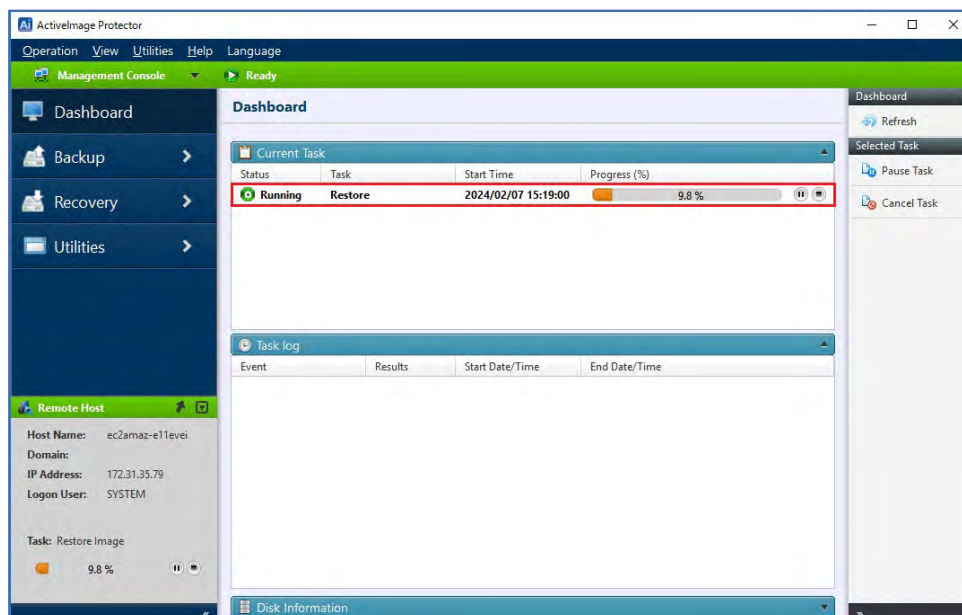 ActiveImage Protector
Operation View Utilities Help Language
Management Console Ready
Dashboard
Backup
Recovery
Utilities
Remote Host
Host Name: ec2amaz-e11evei
Domain:
IP Address: 172.31.35.79
Logon User: SYSTEM
Task: Restore Image
9.8 %
Dashboard
Current Task
Status Task Start Time Progress (%)
Running Restore 2024/02/07 15:19:00 9.8 %
Task log
Event Results Start Date/Time End Date/Time
Disk Information
Dashboard
Refresh
Selected Task
Pause Task
Cancel Task